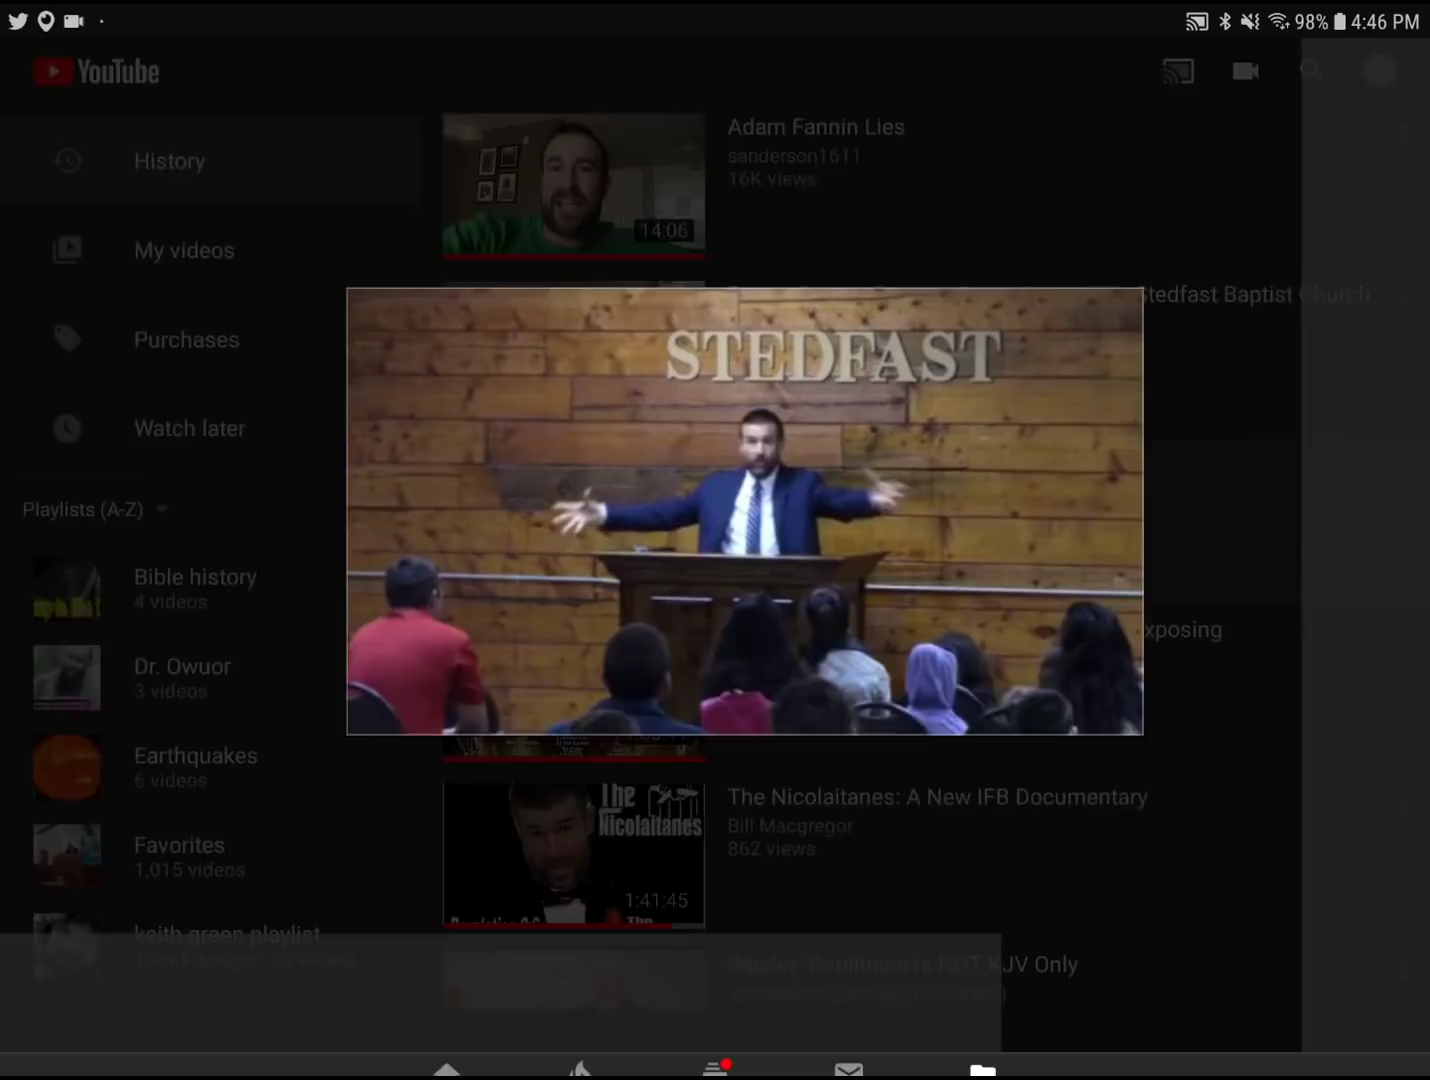 98% 4:46 PM
YouTube
History
My videos
Purchases
Watch later
Playlists (A-Z)
Bible history
4 videos
Dr. Owuor
3 videos
Earthquakes
6 videos
Favorites
1,015 videos
keith green playlist
14:06
Adam Fannin Lies
sanderson1611
16K views
Stedfast Baptist Church
STEDFAST
xposing
The
Nicolaitanes
1:41:45
The
The Nicolaitanes: A New IFB Documentary
Bill Macgregor
862 views
NOT KJV Only